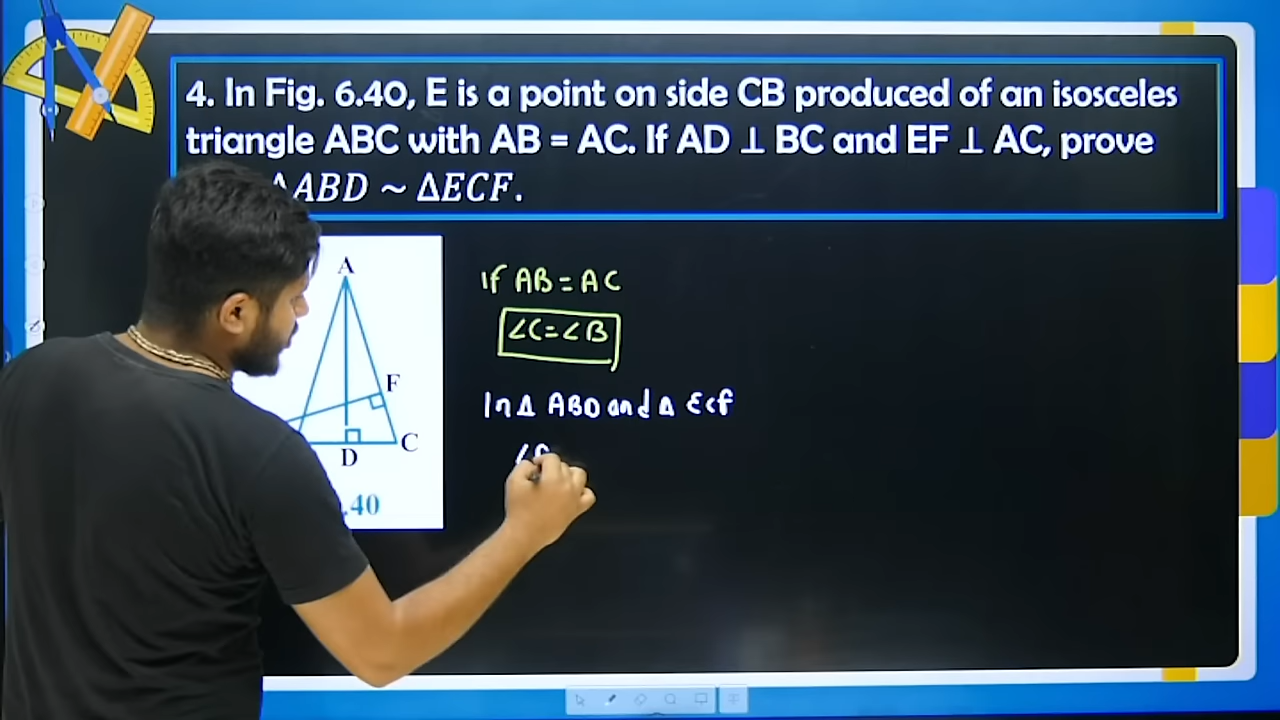 4. In Fig. 6.40, E is a point on side CB produced of an isosceles
triangle ABC with AB = AC. If AD ⊥ BC and EF ⊥ AC, prove
ΔABD ~ ΔECF.
A
F
D
C
.40
If AB = AC
∠C = ∠B
In Δ ABD and Δ ECF